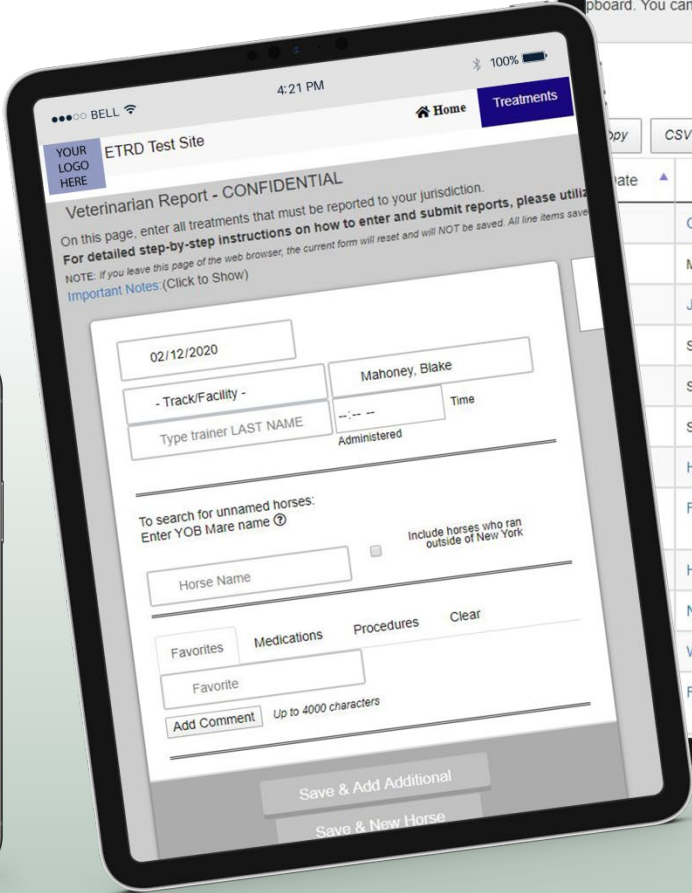 ●●●○○ BELL 4:21 PM 100%
YOUR
LOGO
HERE
ETRD Test Site
Home
Treatments
Veterinarian Report - CONFIDENTIAL
On this page, enter all treatments that must be reported to your jurisdiction.
For detailed step-by-step instructions on how to enter and submit reports, please
NOTE: If you leave this page of the web browser, the current form will reset and will NOT be saved. All line items
Important Notes:(Click to Show)
02/12/2020
- Track/Facility -
Mahoney, Blake
Type trainer LAST NAME
--:-- --
Time
Administered
To search for unnamed horses:
Enter YOB Mare name ?
Horse Name
Include horses who ran
outside of New York
Favorites Medications Procedures Clear
Favorite
Add Comment Up to 4000 characters
Save & Add Additional
Save & New Horse
You can
CSV